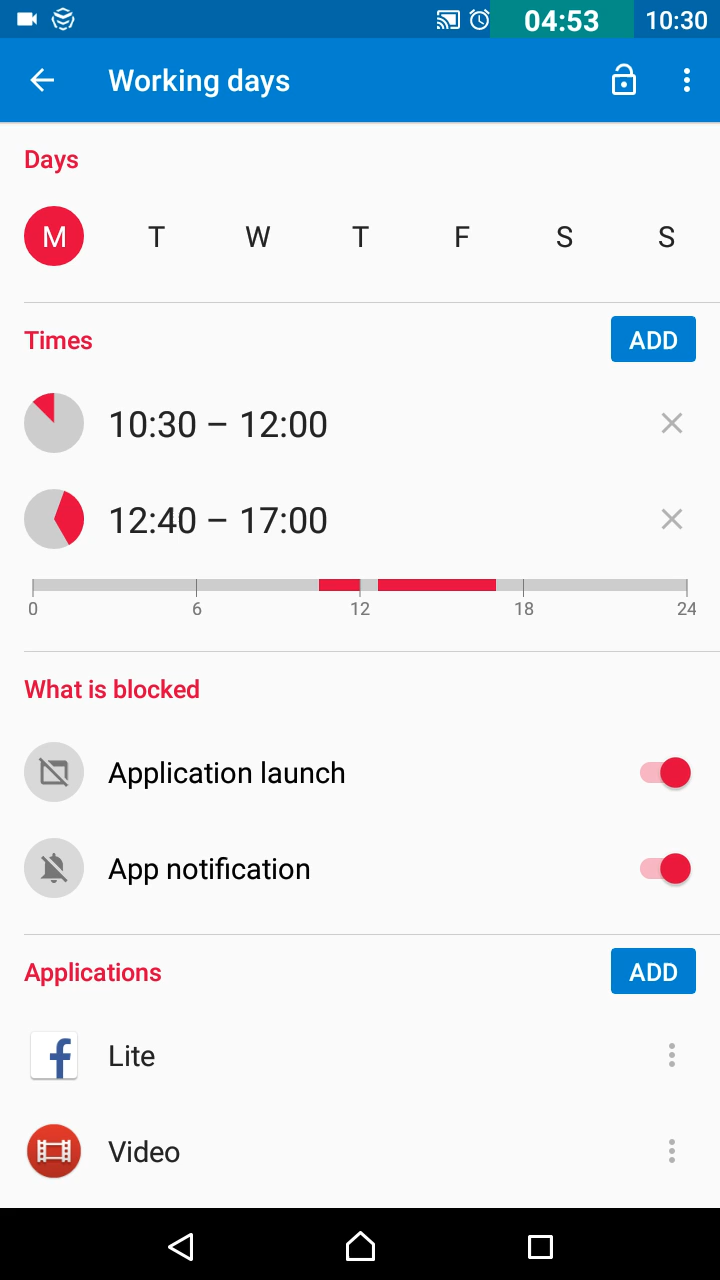 04:53 10:30
Working days
Days
M T W T F S S
Times ADD
10:30 – 12:00
12:40 – 17:00
0 6 12 18 24
What is blocked
Application launch
App notification
Applications ADD
Lite
Video